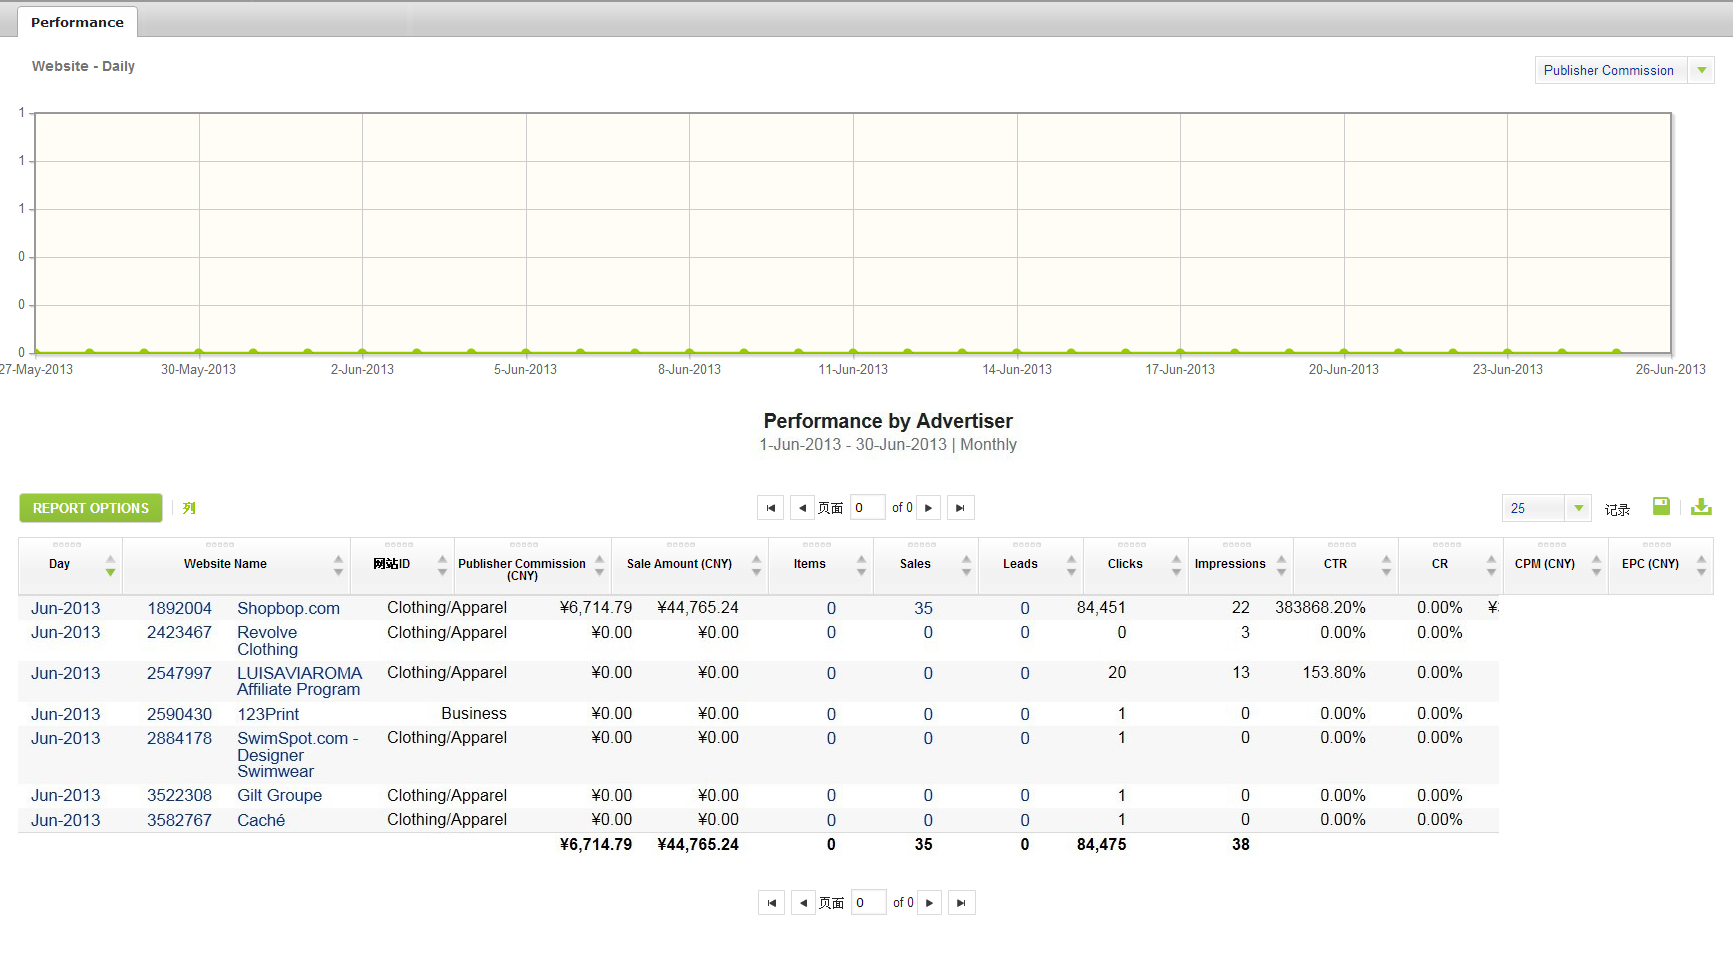 Performance
Website - Daily
Publisher Commission
1
1
1
0
0
0
27-May-2013 30-May-2013 2-Jun-2013 5-Jun-2013 8-Jun-2013 11-Jun-2013 14-Jun-2013 17-Jun-2013 20-Jun-2013 23-Jun-2013 26-Jun-2013
Performance by Advertiser
1-Jun-2013 - 30-Jun-2013 | Monthly
REPORT OPTIONS 列 页面 0 of 0 25 记录
Day Website Name 网站ID Publisher Commission (CNY) Sale Amount (CNY) Items Sales Leads Clicks Impressions CTR CR CPM (CNY) EPC (CNY)
Jun-2013 1892004 Shopbop.com Clothing/Apparel ¥6,714.79 ¥44,765.24 0 35 0 84,451 22 383868.20% 0.00% ¥
Jun-2013 2423467 Revolve Clothing/Apparel ¥0.00 ¥0.00 0 0 0 0 3 0.00% 0.00%
Clothing
Jun-2013 2547997 LUISAVIAROMA Clothing/Apparel ¥0.00 ¥0.00 0 0 0 20 13 153.80% 0.00%
Affiliate Program
Jun-2013 2590430 123Print Business ¥0.00 ¥0.00 0 0 0 1 0 0.00% 0.00%
Jun-2013 2884178 SwimSpot.com - Clothing/Apparel ¥0.00 ¥0.00 0 0 0 1 0 0.00% 0.00%
Designer
Swimwear
Jun-2013 3522308 Gilt Groupe Clothing/Apparel ¥0.00 ¥0.00 0 0 0 1 0 0.00% 0.00%
Jun-2013 3582767 Caché Clothing/Apparel ¥0.00 ¥0.00 0 0 0 1 0 0.00% 0.00%
¥6,714.79 ¥44,765.24 0 35 0 84,475 38
页面 0 of 0